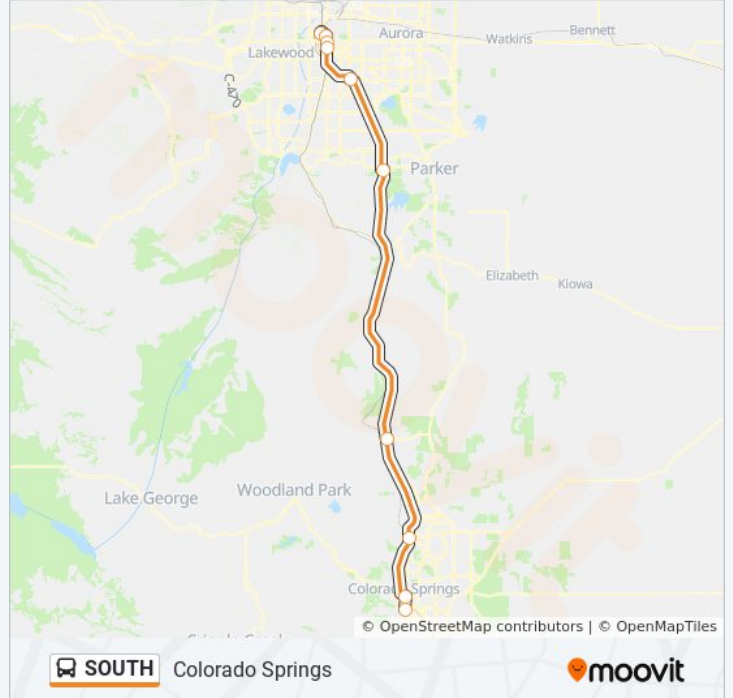 Aurora
Watkins
Bennett
Lakewood
C-470
Parker
Elizabeth
Kiowa
Lake George
Woodland Park
Colorado Springs
© OpenStreetMap contributors | © OpenMapTiles
SOUTH Colorado Springs
moovit